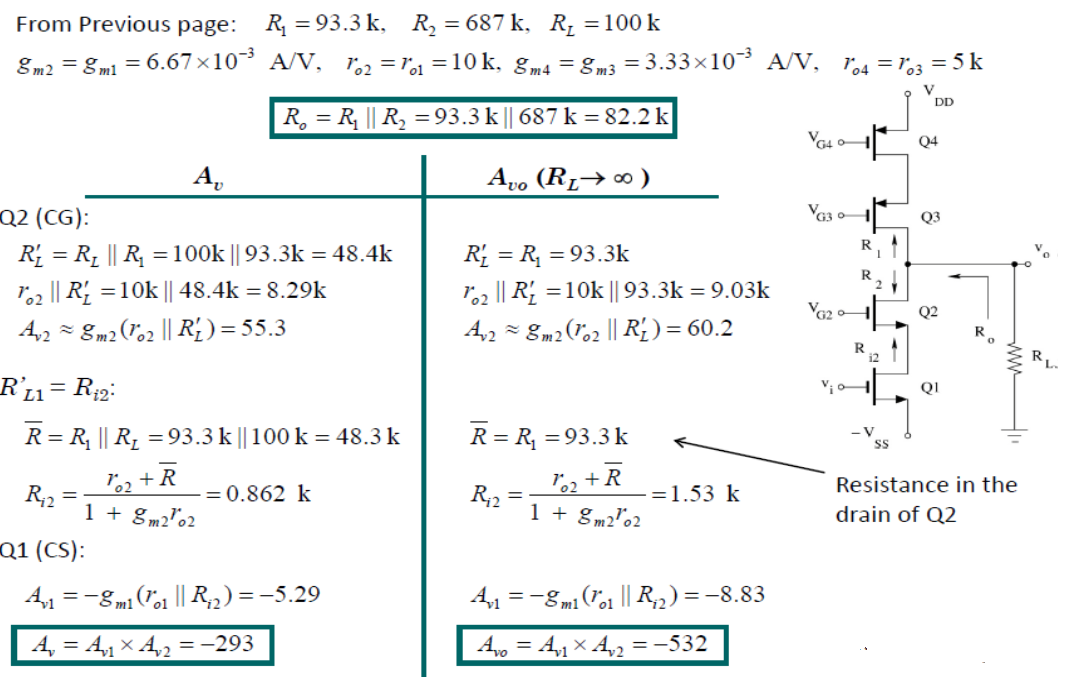 From Previous page: R₁ = 93.3 k, R₂ = 687 k, R_L = 100 k
g_m2 = g_m1 = 6.67×10⁻³ A/V, r_o2 = r_o1 = 10 k, g_m4 = g_m3 = 3.33×10⁻³ A/V, r_o4 = r_o3 = 5 k
R_o = R₁ || R₂ = 93.3 k || 687 k = 82.2 k
A_v
Q2 (CG):
R′_L = R_L || R₁ = 100k || 93.3k = 48.4k
r_o2 || R′_L = 10k || 48.4k = 8.29k
A_v2 ≈ g_m2(r_o2 || R′_L) = 55.3
R’_L1 = R_i2:
R̅ = R₁ || R_L = 93.3 k || 100 k = 48.3 k
R_i2 = (r_o2 + R̅) / (1 + g_m2 r_o2) = 0.862 k
Q1 (CS):
A_v1 = −g_m1(r_o1 || R_i2) = −5.29
A_v = A_v1 × A_v2 = −293
A_vo (R_L → ∞ )
R′_L = R₁ = 93.3k
r_o2 || R′_L = 10k || 93.3k = 9.03k
A_v2 ≈ g_m2(r_o2 || R′_L) = 60.2
R̅ = R₁ = 93.3 k
R_i2 = (r_o2 + R̅) / (1 + g_m2 r_o2) = 1.53 k
A_v1 = −g_m1(r_o1 || R_i2) = −8.83
A_vo = A_v1 × A_v2 = −532
V_DD
V_G4 Q4
V_G3 Q3
R_1
v_o
R_2
V_G2 Q2
R_o
R_i2
R_L
v_i Q1
−V_SS
Resistance in the
drain of Q2